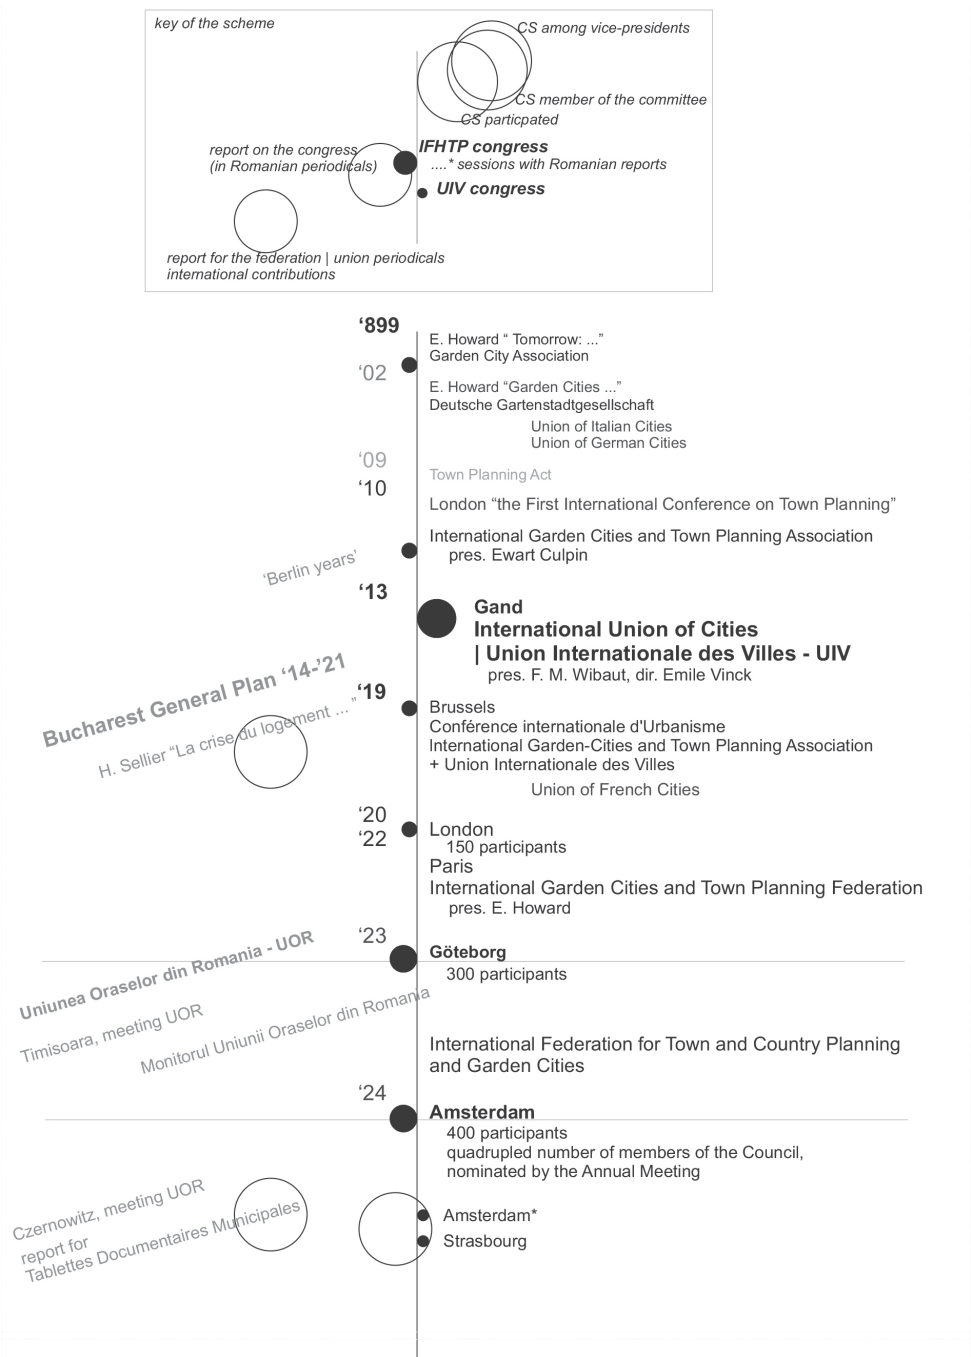 key of the scheme
CS among vice-presidents
CS member of the committee
CS particpated
report on the congress
(in Romanian periodicals)
IFHTP congress
....* sessions with Romanian reports
UIV congress
report for the federation | union periodicals
international contributions
‘899
E. Howard “ Tomorrow: ...”
Garden City Association
‘02
E. Howard “Garden Cities ...”
Deutsche Gartenstadtgesellschaft
Union of Italian Cities
Union of German Cities
‘09
Town Planning Act
‘10
London “the First International Conference on Town Planning”
International Garden Cities and Town Planning Association
pres. Ewart Culpin
‘Berlin years’
‘13
Gand
International Union of Cities
| Union Internationale des Villes - UIV
pres. F. M. Wibaut, dir. Emile Vinck
Bucharest General Plan ‘14-’21
‘19
H. Sellier “La crise du logement ... ”
Brussels
Conférence internationale d'Urbanisme
International Garden-Cities and Town Planning Association
+ Union Internationale des Villes
Union of French Cities
‘20
‘22
London
150 participants
Paris
International Garden Cities and Town Planning Federation
pres. E. Howard
‘23
Göteborg
300 participants
Uniunea Oraselor din Romania - UOR
Timisoara, meeting UOR
Monitorul Uniunii Oraselor din Romania
International Federation for Town and Country Planning
and Garden Cities
‘24
Amsterdam
400 participants
quadrupled number of members of the Council,
nominated by the Annual Meeting
Czernowitz, meeting UOR
report for
Tablettes Documentaires Municipales
Amsterdam*
Strasbourg